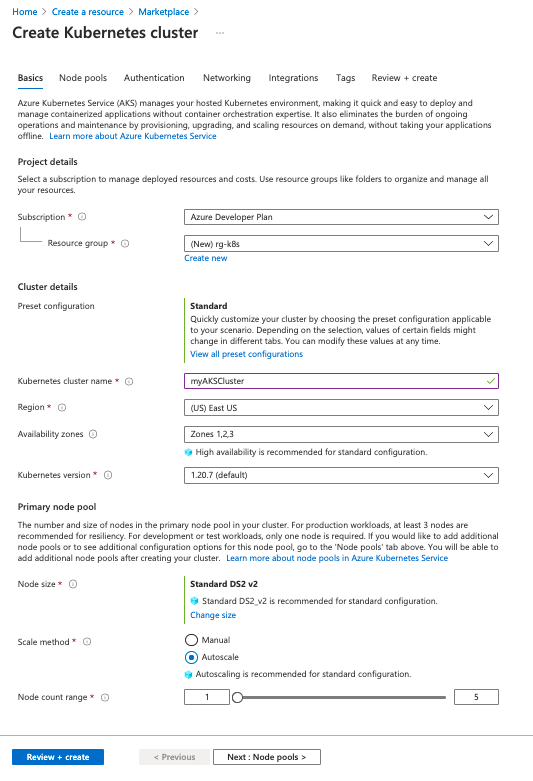 Home > Create a resource > Marketplace >
Create Kubernetes cluster ...
Basics Node pools Authentication Networking Integrations Tags Review + create
Azure Kubernetes Service (AKS) manages your hosted Kubernetes environment, making it quick and easy to deploy and
manage containerized applications without container orchestration expertise. It also eliminates the burden of ongoing
operations and maintenance by provisioning, upgrading, and scaling resources on demand, without taking your applications
offline. Learn more about Azure Kubernetes Service
Project details
Select a subscription to manage deployed resources and costs. Use resource groups like folders to organize and manage all
your resources.
Subscription *
Azure Developer Plan
Resource group *
(New) rg-k8s
Create new
Cluster details
Preset configuration
Standard
Quickly customize your cluster by choosing the preset configuration applicable
to your scenario. Depending on the selection, values of certain fields might
change in different tabs. You can modify these values at any time.
View all preset configurations
Kubernetes cluster name *
myAKSCluster
Region *
(US) East US
Availability zones
Zones 1,2,3
High availability is recommended for standard configuration.
Kubernetes version *
1.20.7 (default)
Primary node pool
The number and size of nodes in the primary node pool in your cluster. For production workloads, at least 3 nodes are
recommended for resiliency. For development or test workloads, only one node is required. If you would like to add additional
node pools or to see additional configuration options for this node pool, go to the 'Node pools' tab above. You will be able to
add additional node pools after creating your cluster. Learn more about node pools in Azure Kubernetes Service
Node size *
Standard DS2 v2
Standard DS2_v2 is recommended for standard configuration.
Change size
Scale method *
Manual
Autoscale
Autoscaling is recommended for standard configuration.
Node count range *
1
5
Review + create
< Previous
Next : Node pools >